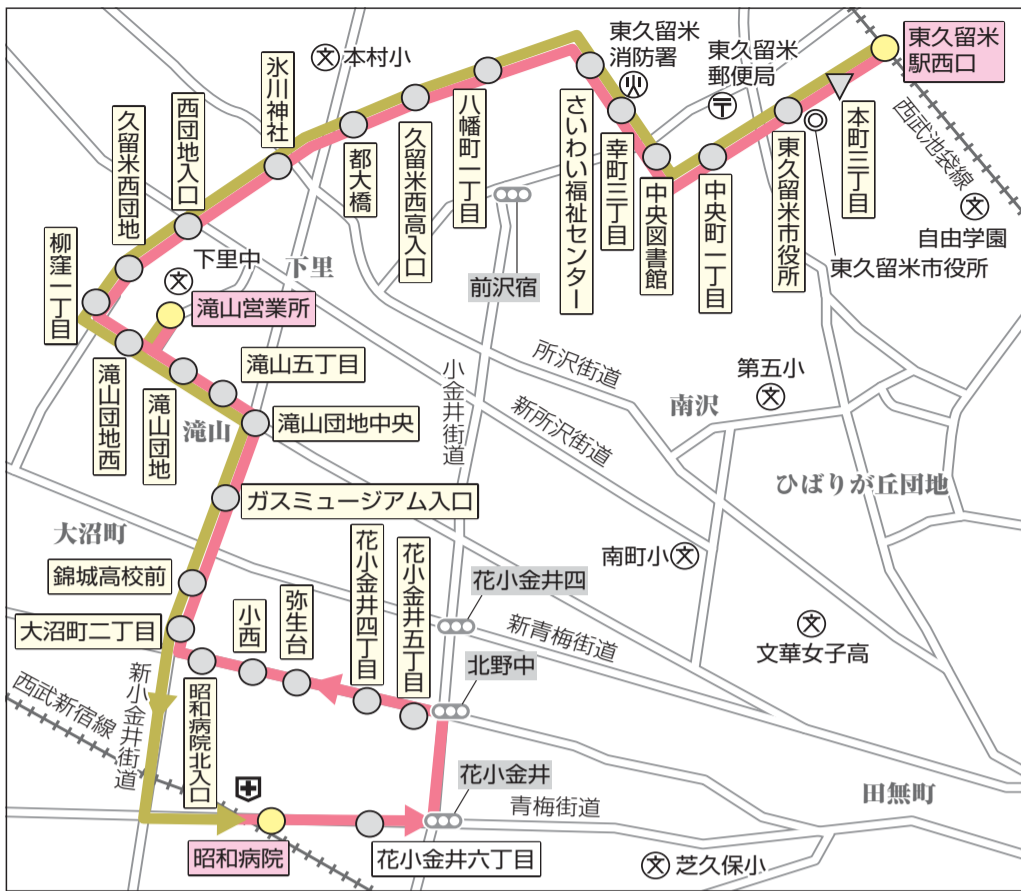 東久留米
駅西口
東久留米
消防署
東久留米
郵便局
本村小
氷川神社
西団地入口
久留米西団地
柳窪一丁目
都大橋
久留米西高入口
八幡町一丁目
さいわい福祉センター
幸町三丁目
中央図書館
中央町一丁目
東久留米市役所
本町三丁目
西武池袋線
自由学園
東久留米市役所
下里中
下里
前沢宿
滝山営業所
滝山五丁目
滝山団地西
滝山団地
滝山
滝山団地中央
小金井街道
所沢街道
新所沢街道
第五小
南沢
ひばりが丘団地
ガスミュージアム入口
大沼町
南町小
錦城高校前
大沼町二丁目
小西
弥生台
花小金井四丁目
花小金井五丁目
花小金井四
新青梅街道
文華女子高
北野中
西武新宿線
新小金井街道
昭和病院北入口
花小金井
青梅街道
田無町
昭和病院
花小金井六丁目
芝久保小